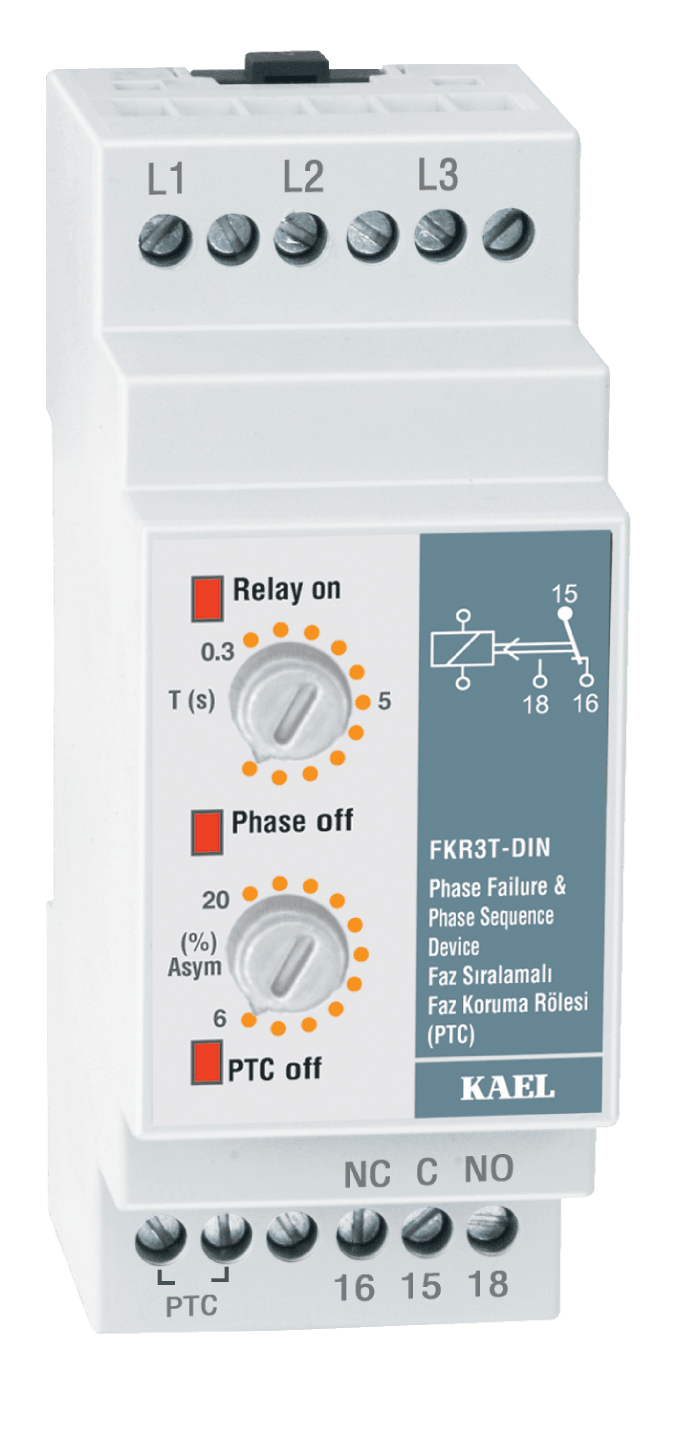 L1 L2 L3
Relay on
0.3
T (s)
5
15
18
16
Phase off
20
(%)
Asym
6
PTC off
FKR3T-DIN
Phase Failure &
Phase Sequence
Device
Faz Sıralamalı
Faz Koruma Rölesi
(PTC)
KAEL
NC C NO
16 15 18
PTC